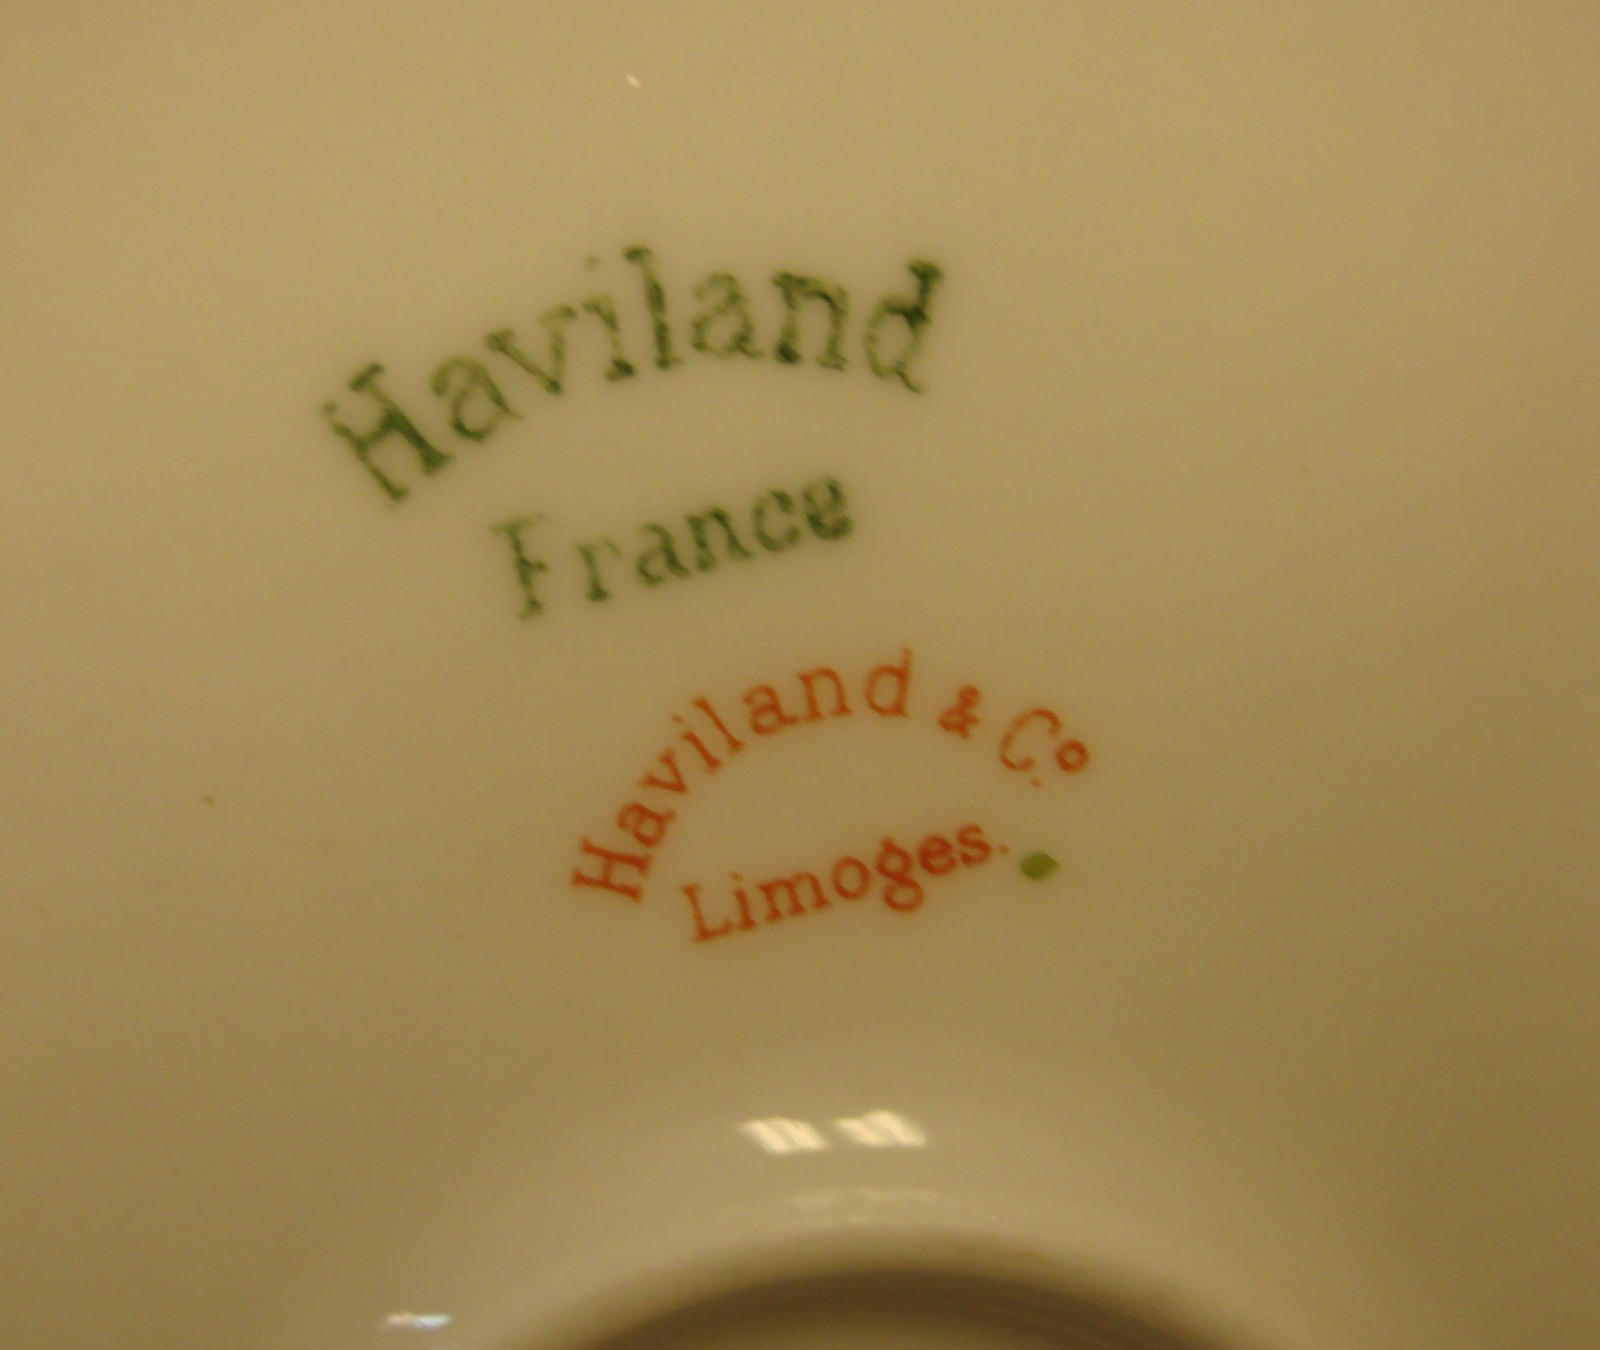 Haviland
France
Haviland & Co
Limoges.